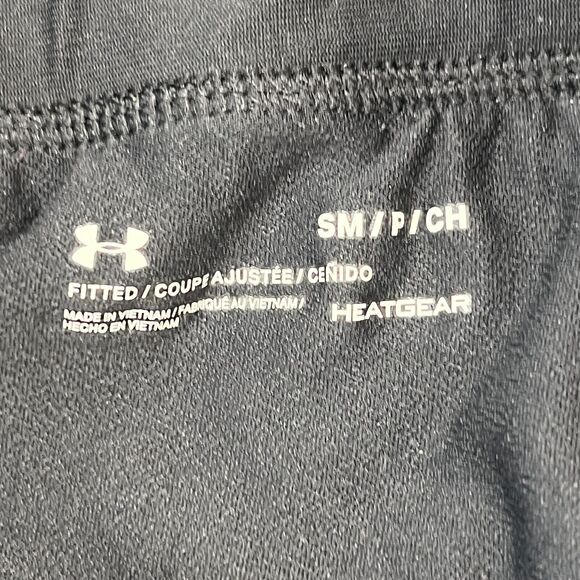 SM/P/CH
FITTED / COUPE AJUSTÉE / CEÑIDO
MADE IN VIETNAM / FABRIQUÉ AU VIETNAM /
HECHO EN VIETNAM
HEATGEAR